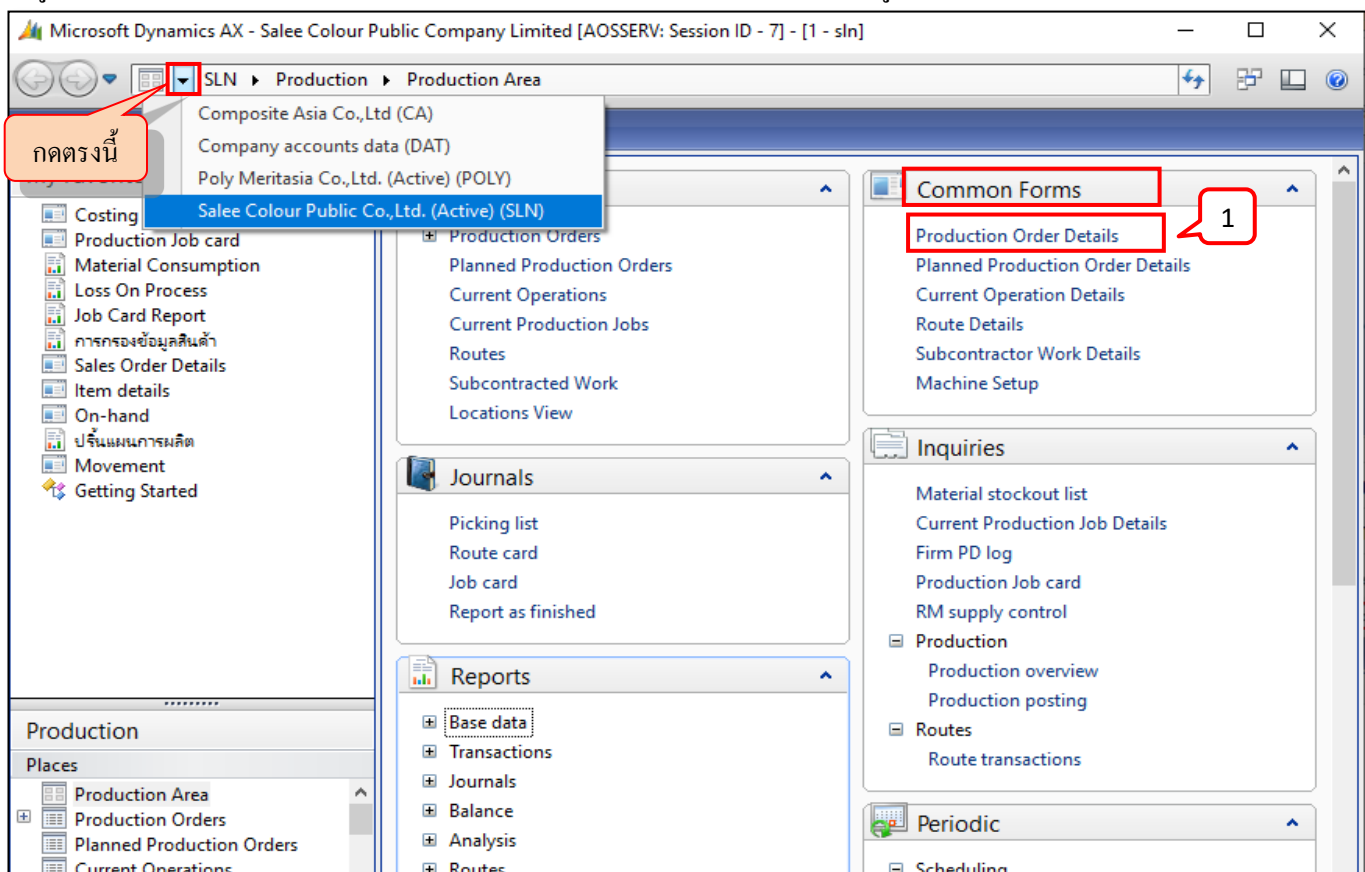 Microsoft Dynamics AX - Salee Colour Public Company Limited [AOSSERV: Session ID - 7] - [1 - sln]
SLN Production Production Area
Composite Asia Co.,Ltd (CA)
Company accounts data (DAT)
Poly Meritasia Co.,Ltd. (Active) (POLY)
Salee Colour Public Co.,Ltd. (Active) (SLN)
กดตรงนี้
Costing
Production Job card
Material Consumption
Loss On Process
Job Card Report
การกรองข้อมูลสินค้า
Sales Order Details
Item details
On-hand
ปริ้นแผนการผลิต
Movement
Getting Started
Production
Places
Production Area
Production Orders
Planned Production Orders
Current Operations
Production Orders
Planned Production Orders
Current Operations
Current Production Jobs
Routes
Subcontracted Work
Locations View
Journals
Picking list
Route card
Job card
Report as finished
Reports
Base data
Transactions
Journals
Balance
Analysis
Routes
Common Forms
1
Production Order Details
Planned Production Order Details
Current Operation Details
Route Details
Subcontractor Work Details
Machine Setup
Inquiries
Material stockout list
Current Production Job Details
Firm PD log
Production Job card
RM supply control
Production
Production overview
Production posting
Routes
Route transactions
Periodic
Scheduling